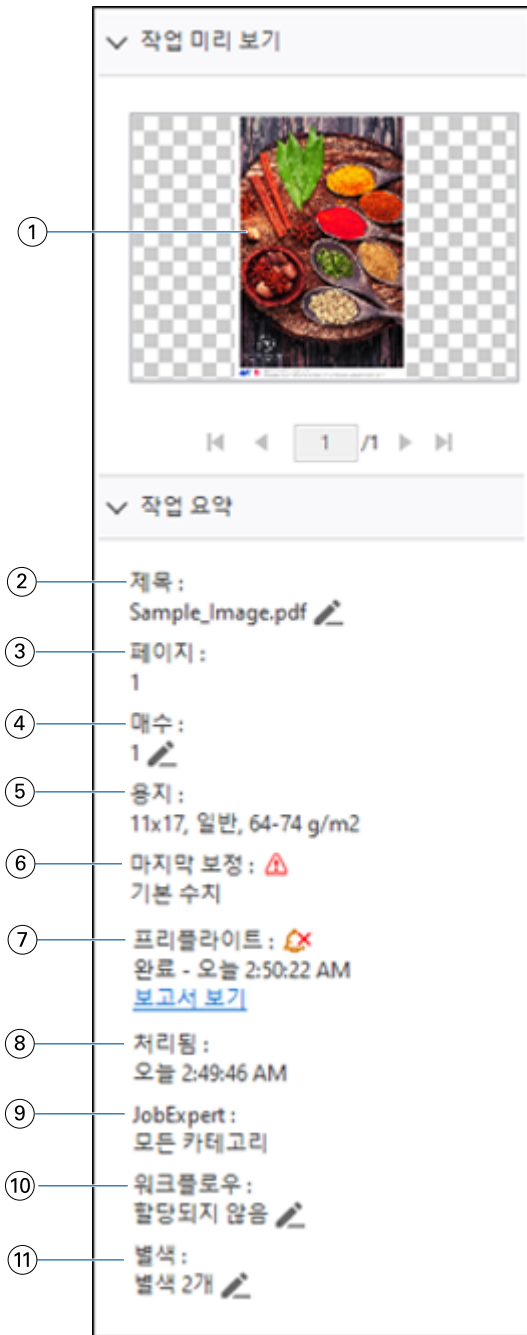 작업 미리 보기
1
1 /1
작업 요약
2 제목 :
Sample_Image.pdf
3 페이지 :
1
4 매수 :
1
5 용지 :
11x17, 일반, 64-74 g/m2
6 마지막 보정 :
기본 수치
7 프리플라이트 :
완료 - 오늘 2:50:22 AM
보고서 보기
8 처리됨 :
오늘 2:49:46 AM
9 JobExpert :
모든 카테고리
10 워크플로우 :
할당되지 않음
11 별색 :
별색 2개